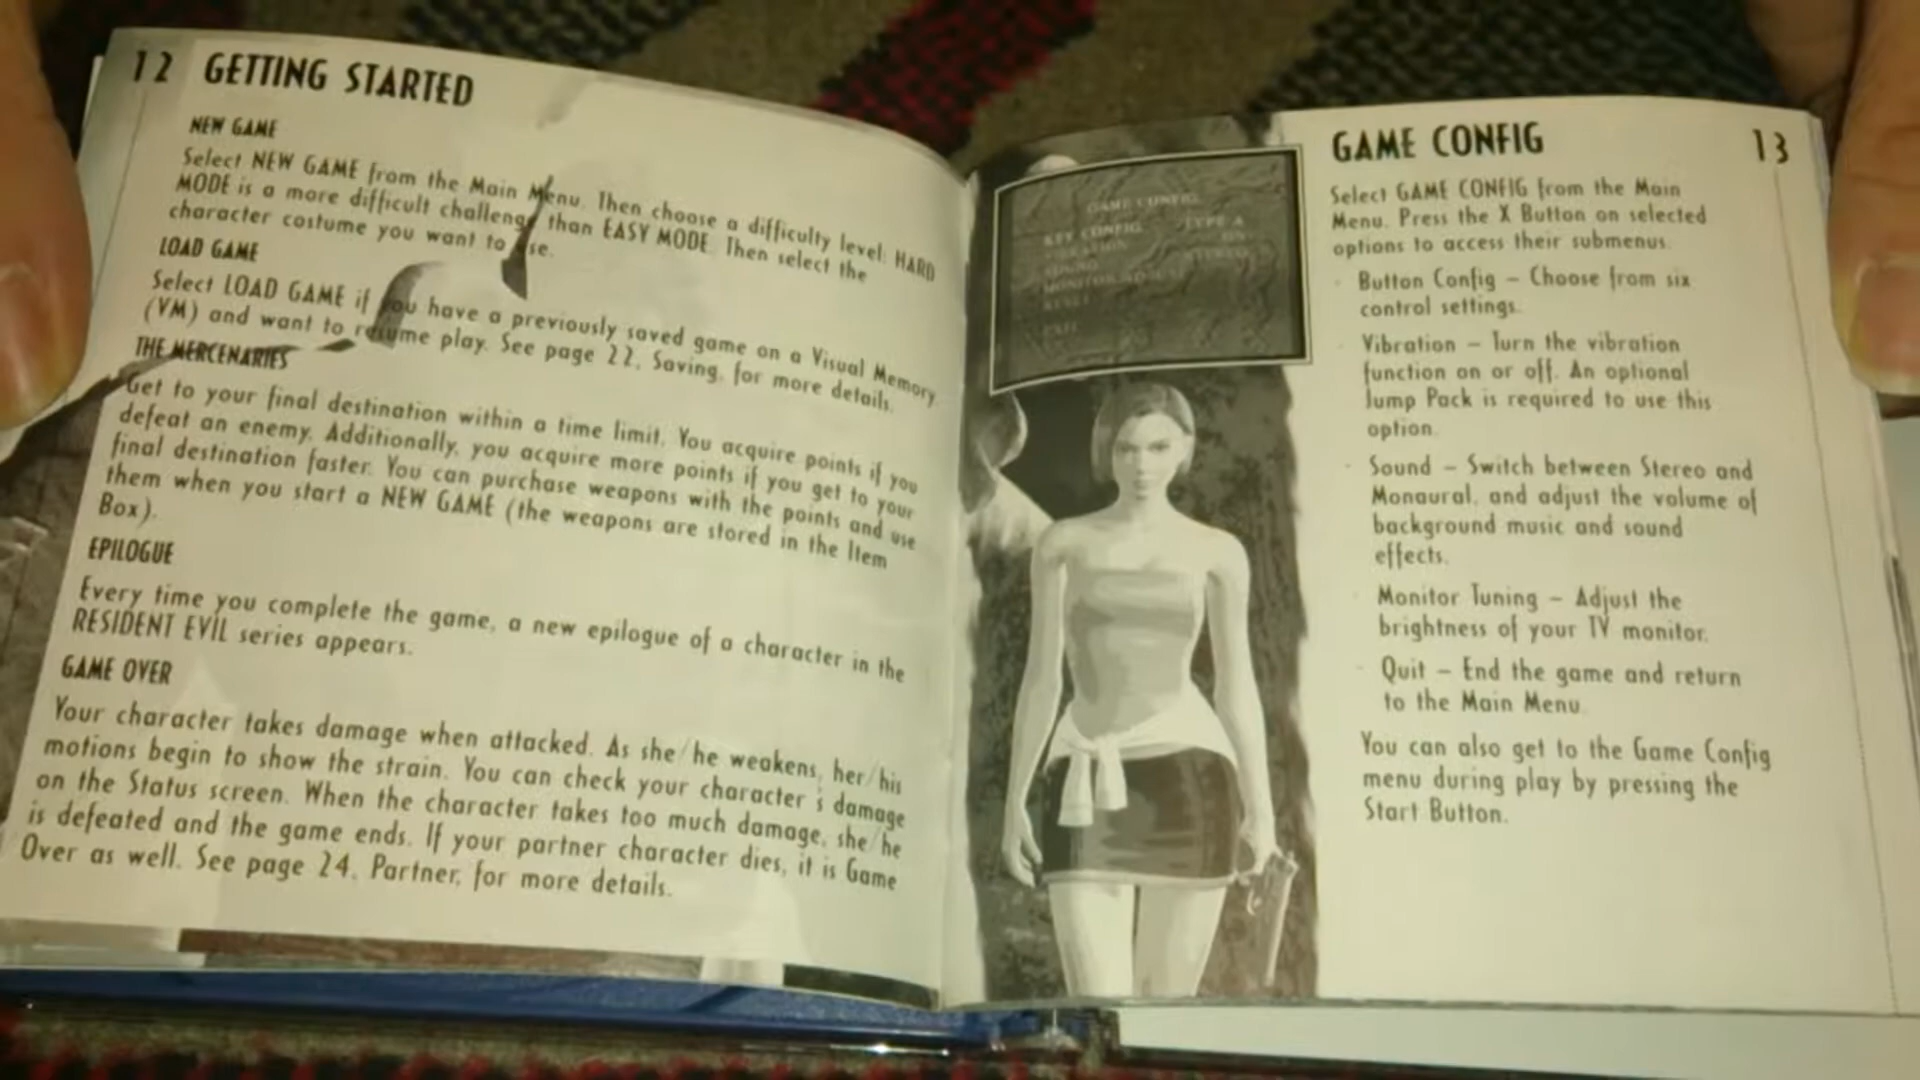 12 GETTING STARTED
NEW GAME
Select NEW GAME from the Main Menu. Then choose a difficulty level: HARD
MODE is a more difficult challenge than EASY MODE. Then select the
character costume you want to use.
LOAD GAME
Select LOAD GAME if you have a previously saved game on a Visual Memory
(VM) and want to resume play. See page 22, Saving, for more details.
THE MERCENARIES
Get to your final destination within a time limit. You acquire points if you
defeat an enemy. Additionally, you acquire more points if you get to your
final destination faster. You can purchase weapons with the points and use
them when you start a NEW GAME (the weapons are stored in the Item
Box).
EPILOGUE
Every time you complete the game, a new epilogue of a character in the
RESIDENT EVIL series appears.
GAME OVER
Your character takes damage when attacked. As she/he weakens, her/his
motions begin to show the strain. You can check your character's damage
on the Status screen. When the character takes too much damage, she/he
is defeated and the game ends. If your partner character dies, it is Game
Over as well. See page 24, Partner, for more details.
GAME CONFIG
KEY CONFIG TYPE A
EXIT
GAME CONFIG 13
Select GAME CONFIG from the Main
Menu. Press the X Button on selected
options to access their submenus.
Button Config – Choose from six
control settings.
Vibration – Turn the vibration
function on or off. An optional
Jump Pack is required to use this
option.
Sound – Switch between Stereo and
Monaural, and adjust the volume of
background music and sound
effects.
Monitor Tuning – Adjust the
brightness of your TV monitor.
Quit – End the game and return
to the Main Menu.
You can also get to the Game Config
menu during play by pressing the
Start Button.